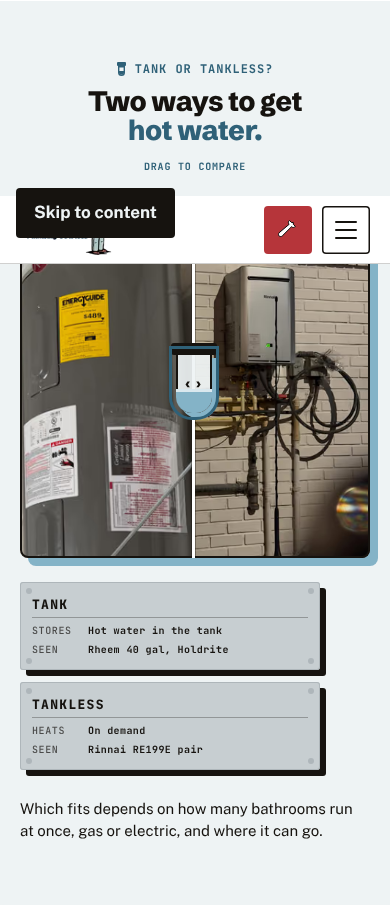 TANK OR TANKLESS?
Two ways to get
hot water.
DRAG TO COMPARE
Skip to content
ENERGYGUIDE
TANK
STORES Hot water in the tank
SEEN Rheem 40 gal, Holdrite
TANKLESS
HEATS On demand
SEEN Rinnai RE199E pair
Which fits depends on how many bathrooms run
at once, gas or electric, and where it can go.